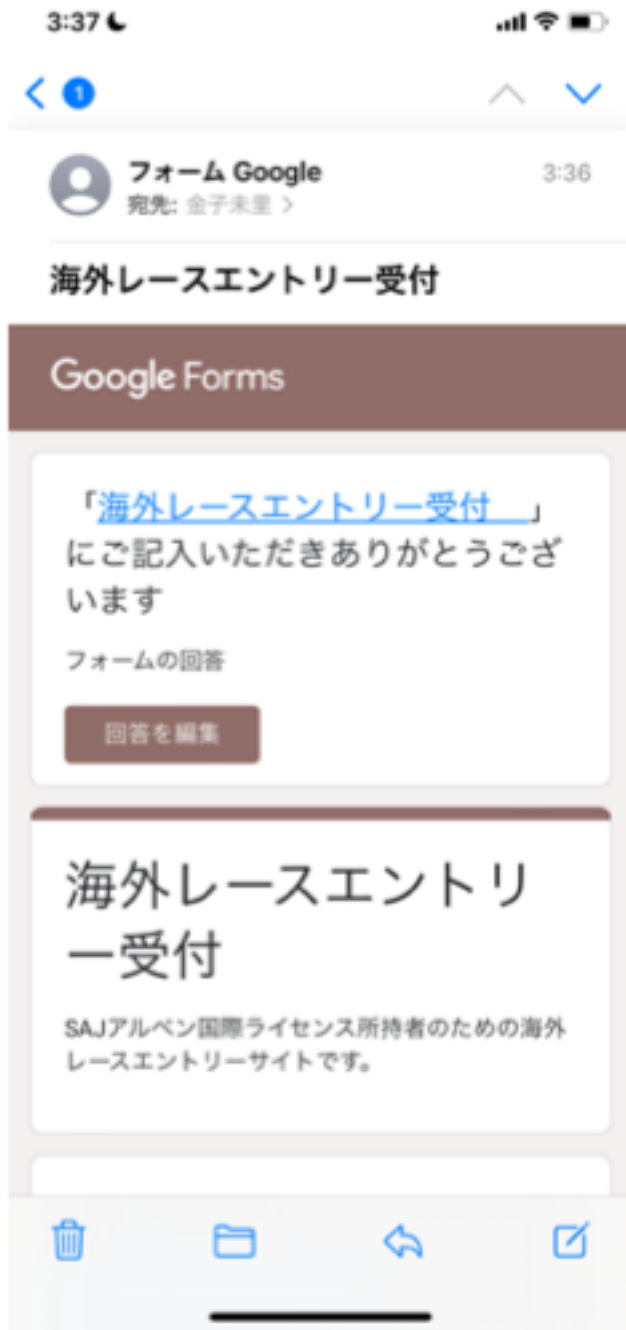 3:37
1
フォーム Google
3:36
宛先: 金子未里
海外レースエントリー受付
Google Forms
「海外レースエントリー受付　」
にご記入いただきありがとうござ
います
フォームの回答
回答を編集
海外レースエントリ
ー受付
SAJアルペン国際ライセンス所持者のための海外
レースエントリーサイトです。